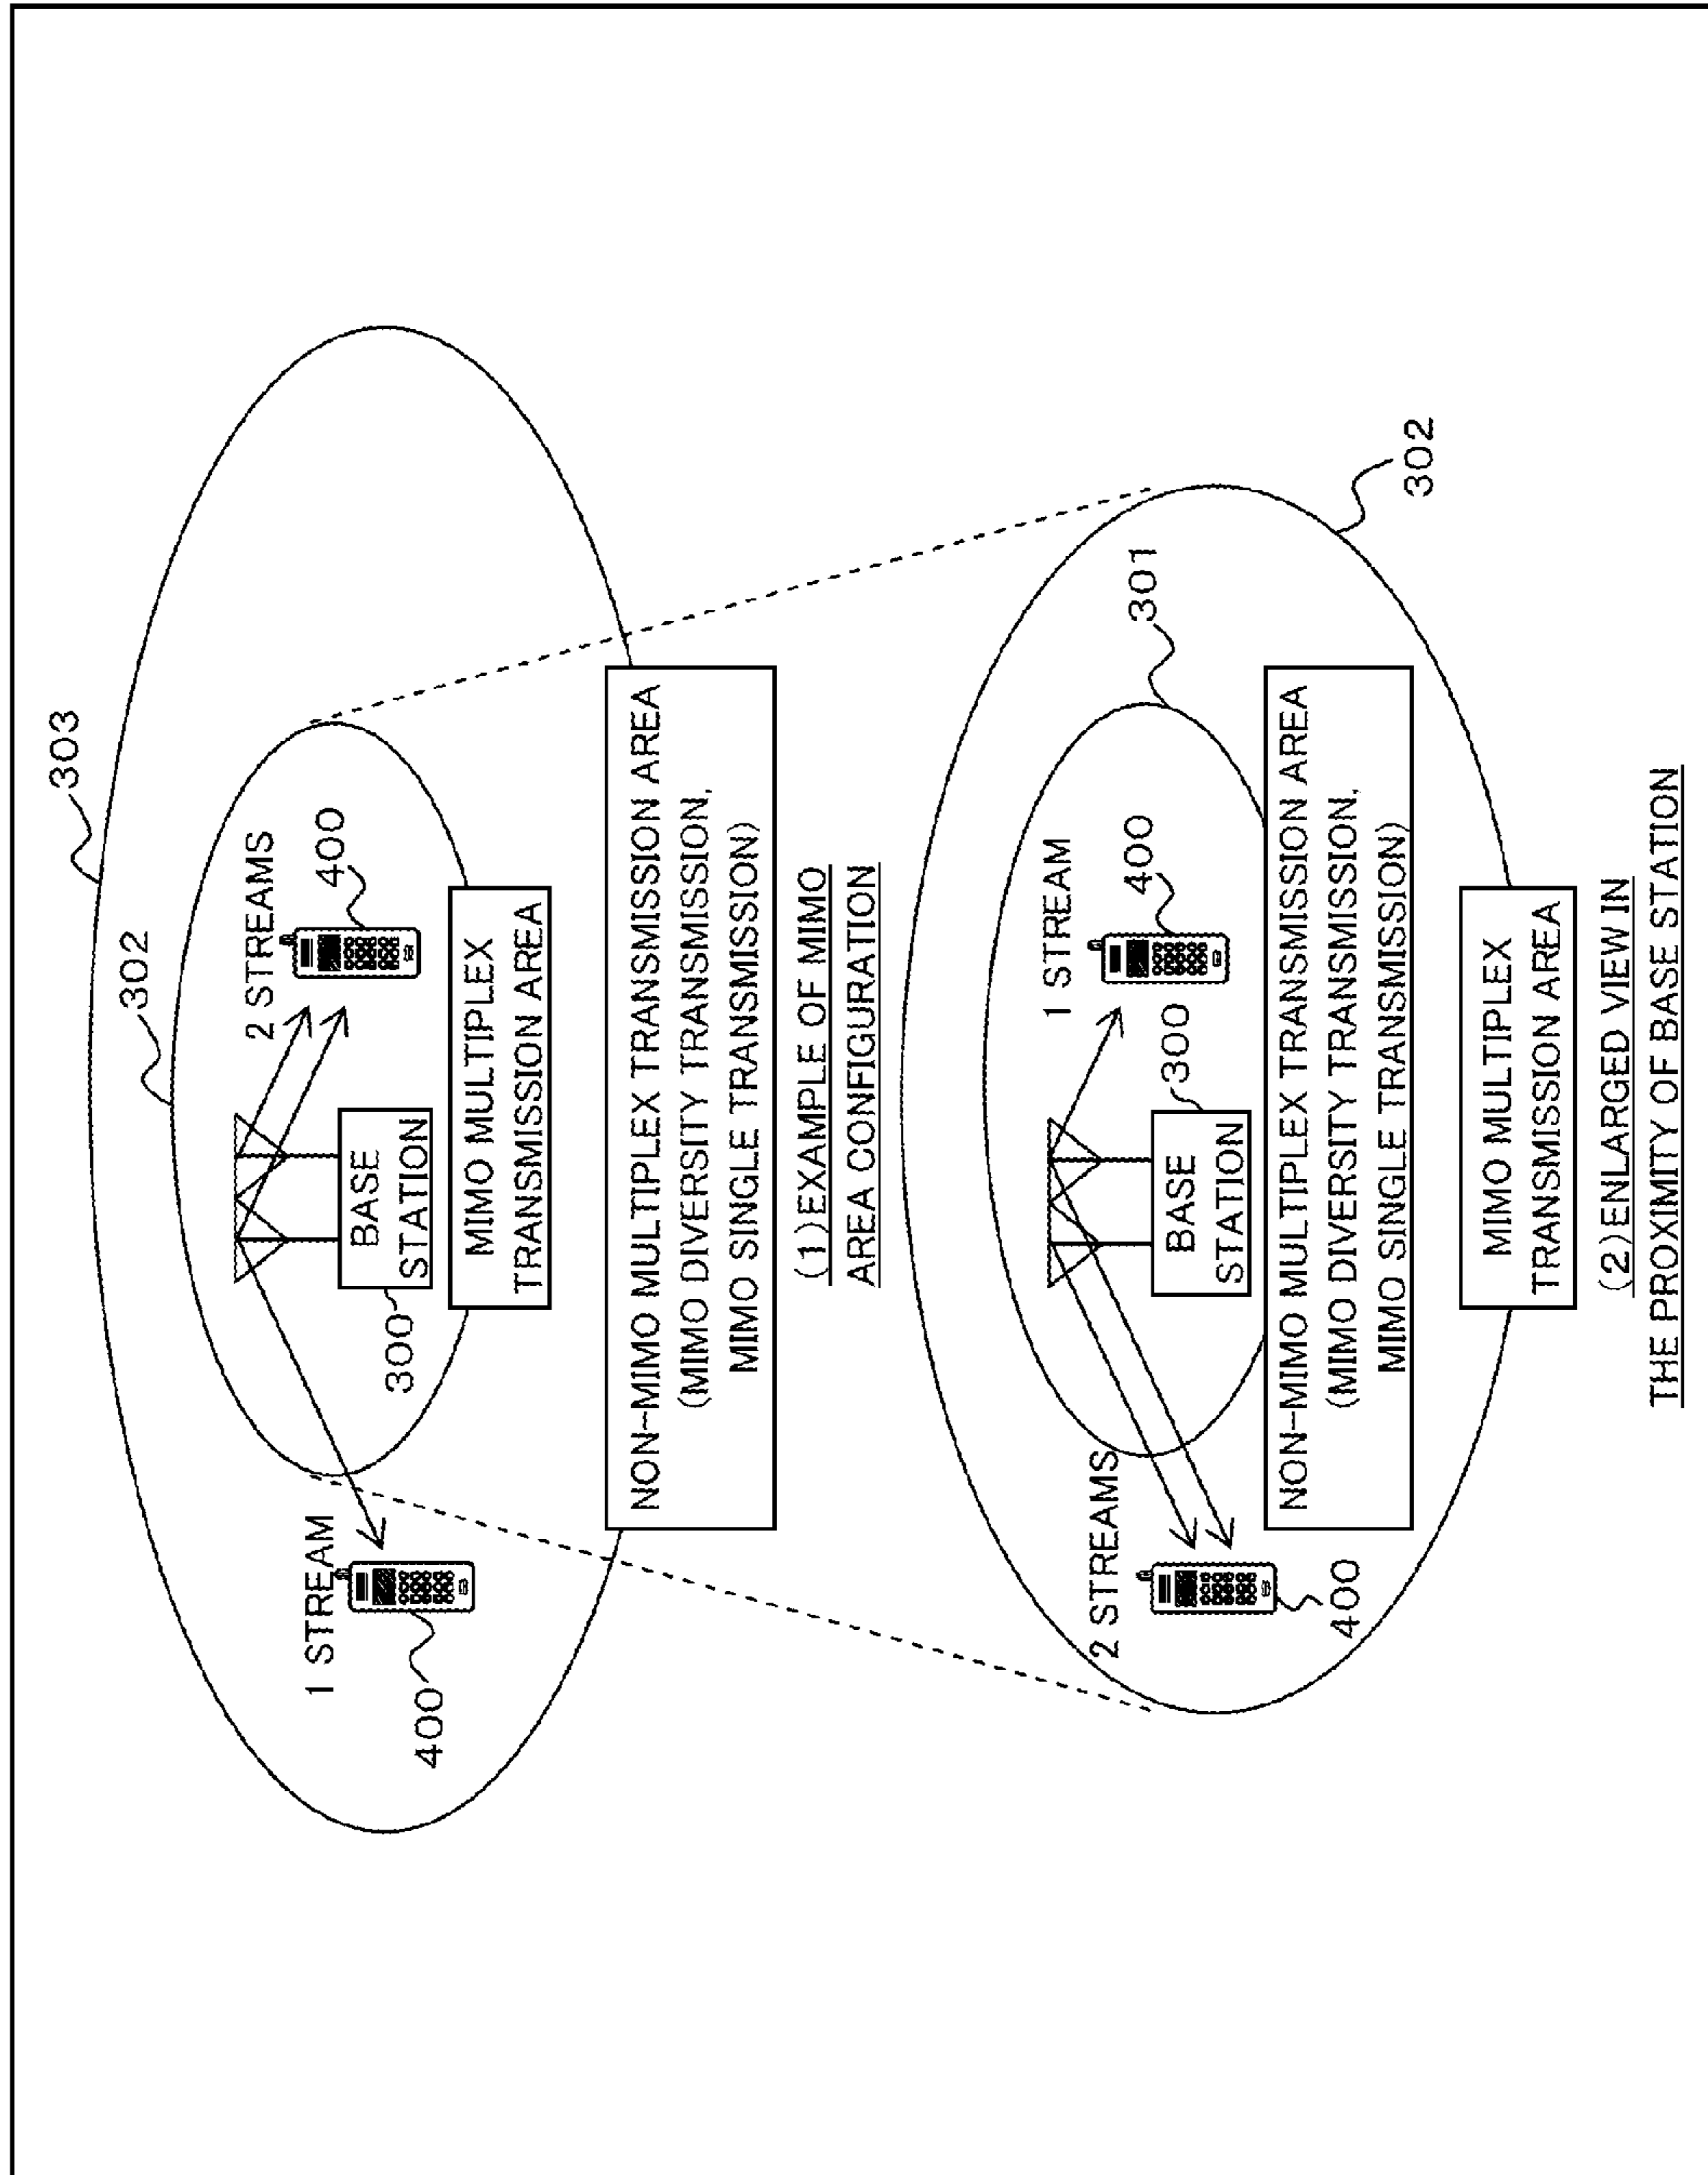 303
302
2 STREAMS
400
1 STREAM
400
BASE
STATION
300
MIMO MULTIPLEX
TRANSMISSION AREA
NON-MIMO MULTIPLEX TRANSMISSION AREA
(MIMO DIVERSITY TRANSMISSION,
MIMO SINGLE TRANSMISSION)
(1)EXAMPLE OF MIMO
AREA CONFIGURATION
302
301
1 STREAM
400
2 STREAMS
400
300
BASE
STATION
NON-MIMO MULTIPLEX TRANSMISSION AREA
(MIMO DIVERSITY TRANSMISSION,
MIMO SINGLE TRANSMISSION)
MIMO MULTIPLEX
TRANSMISSION AREA
(2)ENLARGED VIEW IN
THE PROXIMITY OF BASE STATION